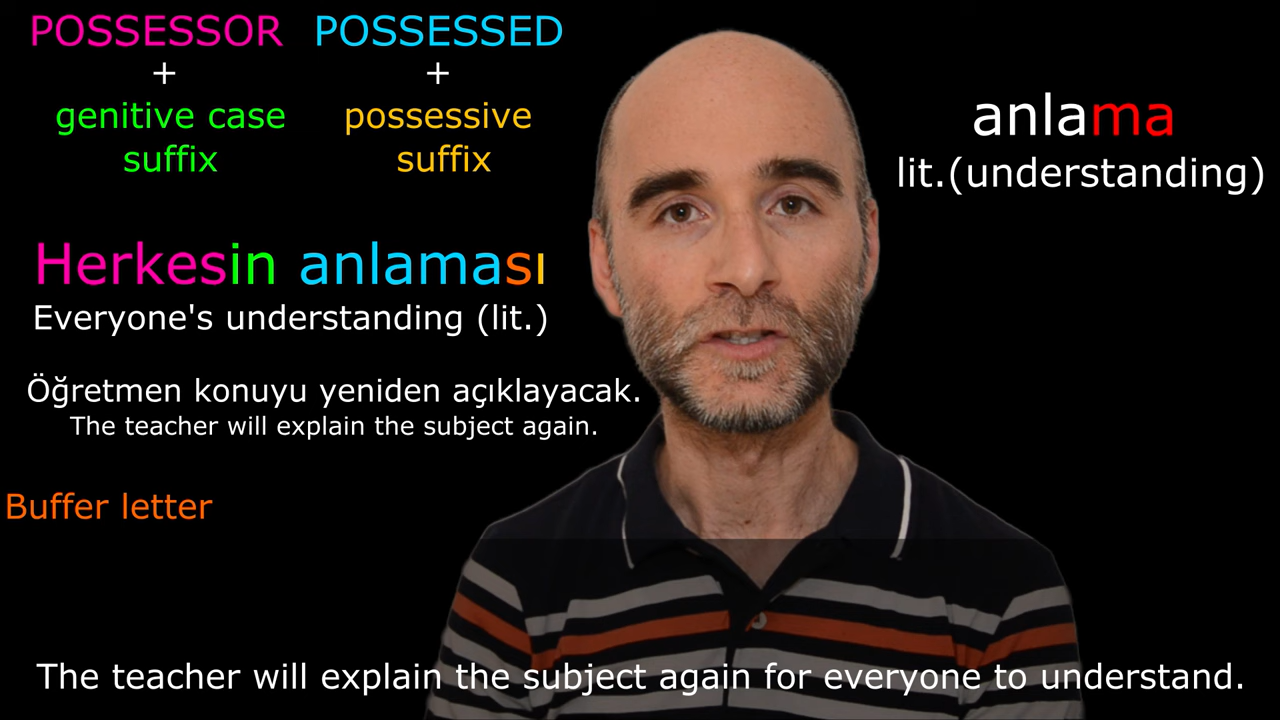 POSSESSOR POSSESSED
+ +
genitive case possessive
suffix suffix
Herkesin anlaması
Everyone's understanding (lit.)
Öğretmen konuyu yeniden açıklayacak.
The teacher will explain the subject again.
Buffer letter
anlama
lit.(understanding)
The teacher will explain the subject again for everyone to understand.